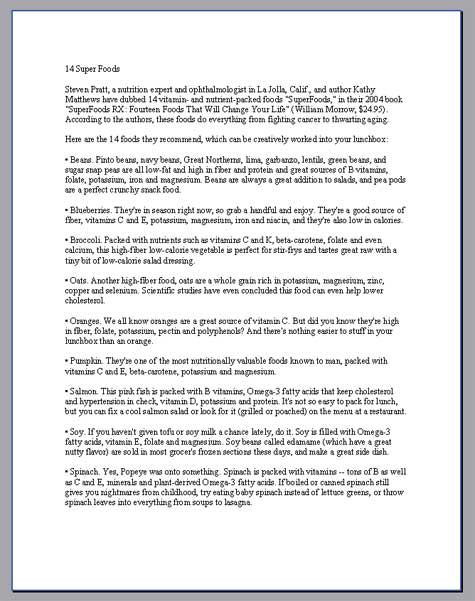 14 Super Foods
Steven Pratt, a nutrition expert and ophthalmologist in La Jolla, Calif., and author Kathy
Matthews have dubbed 14 vitamin- and nutrient-packed foods "SuperFoods," in their 2004 book
"SuperFoods RX: Fourteen Foods That Will Change Your Life" (William Morrow, $24.95).
According to the authors, these foods do everything from fighting cancer to thwarting aging.
Here are the 14 foods they recommend, which can be creatively worked into your lunchbox:
• Beans. Pinto beans, navy beans, Great Northerns, lima, garbanzo, lentils, green beans, and
sugar snap peas are all low-fat and high in fiber and protein and great sources of B vitamins,
folate, potassium, iron and magnesium. Beans are always a great addition to salads, and pea pods
are a perfect crunchy snack food.
• Blueberries. They're in season right now, so grab a handful and enjoy. They're a good source of
fiber, vitamins C and E, potassium, magnesium, iron and niacin, and they're also low in calories.
• Broccoli. Packed with nutrients such as vitamins C and K, beta-carotene, folate and even
calcium, this high-fiber low-calorie vegetable is perfect for stir-frys and tastes great raw with a
tiny bit of low-calorie salad dressing.
• Oats. Another high-fiber food, oats are a whole grain rich in potassium, magnesium, zinc,
copper and selenium. Scientific studies have even concluded this food can even help lower
cholesterol.
• Oranges. We all know oranges are a great source of vitamin C. But did you know they're high
in fiber, folate, potassium, pectin and polyphenols? And there's nothing easier to stuff in your
lunchbox than an orange.
• Pumpkin. They're one of the most nutritionally valuable foods known to man, packed with
vitamins C and E, beta-carotene, potassium and magnesium.
• Salmon. This pink fish is packed with B vitamins, Omega-3 fatty acids that keep cholesterol
and hypertension in check, vitamin D, potassium and protein. It's not so easy to pack for lunch,
but you can fix a cool salmon salad or look for it (grilled or poached) on the menu at a restaurant.
• Soy. If you haven't given tofu or soy milk a chance lately, do it. Soy is filled with Omega-3
fatty acids, vitamin E, folate and magnesium. Soy beans called edamame (which have a great
nutty flavor) are sold in most grocer's frozen sections these days, and make a great side dish.
• Spinach. Yes, Popeye was onto something. Spinach is packed with vitamins -- tons of B as well
as C and E, minerals and plant-derived Omega-3 fatty acids. If boiled or canned spinach still
gives you nightmares from childhood, try eating baby spinach instead of lettuce greens, or throw
spinach leaves into everything from soups to lasagna.